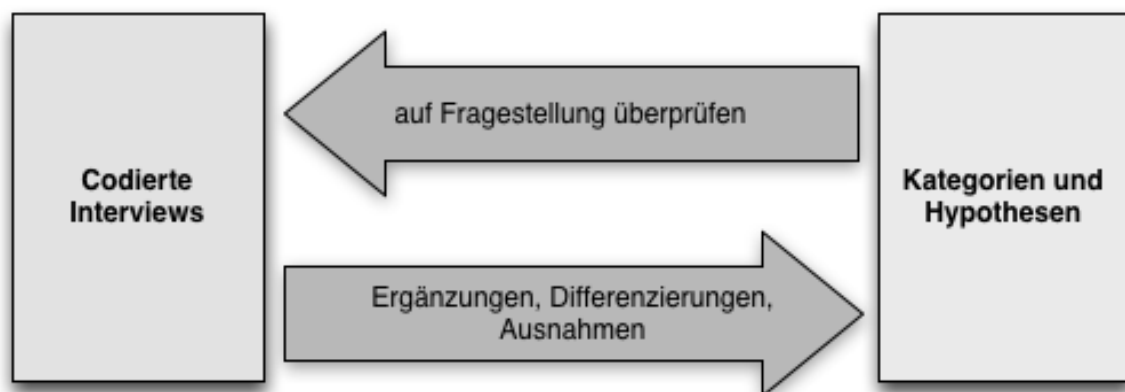 Codierte
Interviews
auf Fragestellung überprüfen
Ergänzungen, Differenzierungen,
Ausnahmen
Kategorien und
Hypothesen